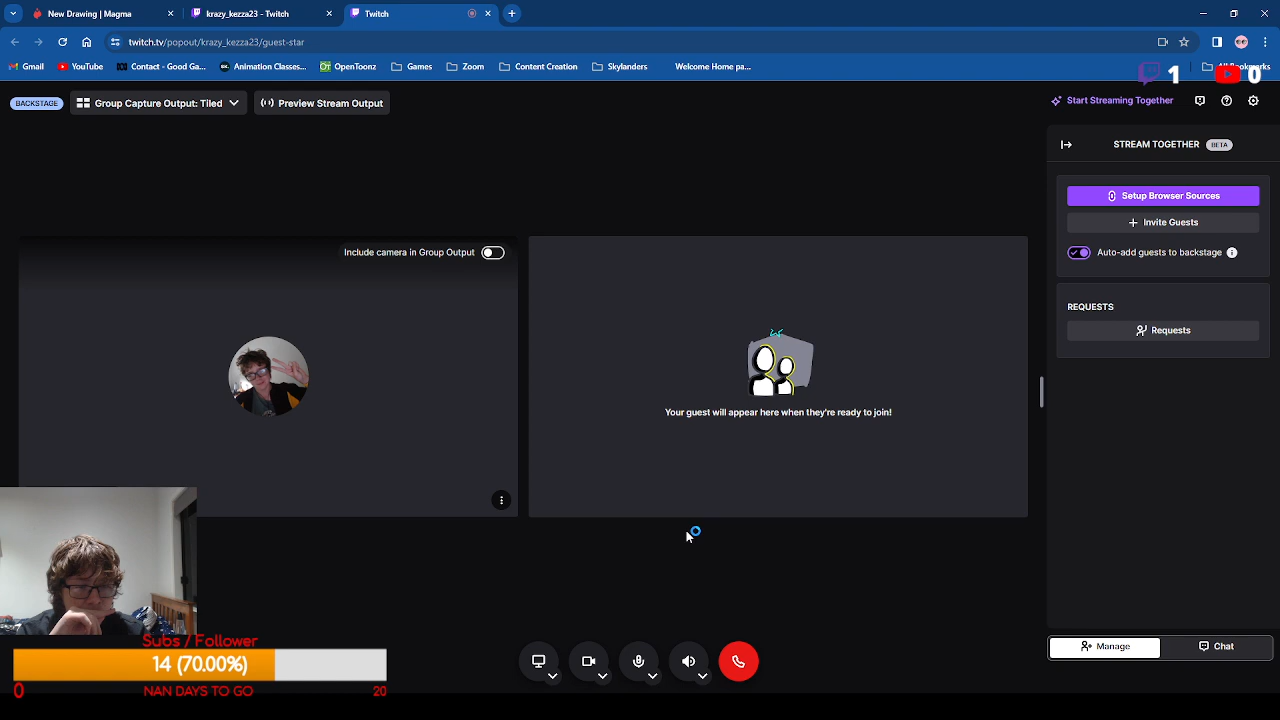 New Drawing | Magma
krazy_kezza23 - Twitch
Twitch
twitch.tv/popout/krazy_kezza23/guest-star
Gmail
YouTube
Contact - Good Ga...
Animation Classes...
OpenToonz
Games
Zoom
Content Creation
Skylanders
Welcome Home pa...
All Bookmarks
1
0
BACKSTAGE
Group Capture Output: Tiled
Preview Stream Output
Start Streaming Together
STREAM TOGETHER BETA
Setup Browser Sources
Invite Guests
Auto-add guests to backstage
REQUESTS
Requests
Include camera in Group Output
Your guest will appear here when they're ready to join!
Subs / Follower
14 (70.00%)
0
NAN DAYS TO GO
20
Manage
Chat